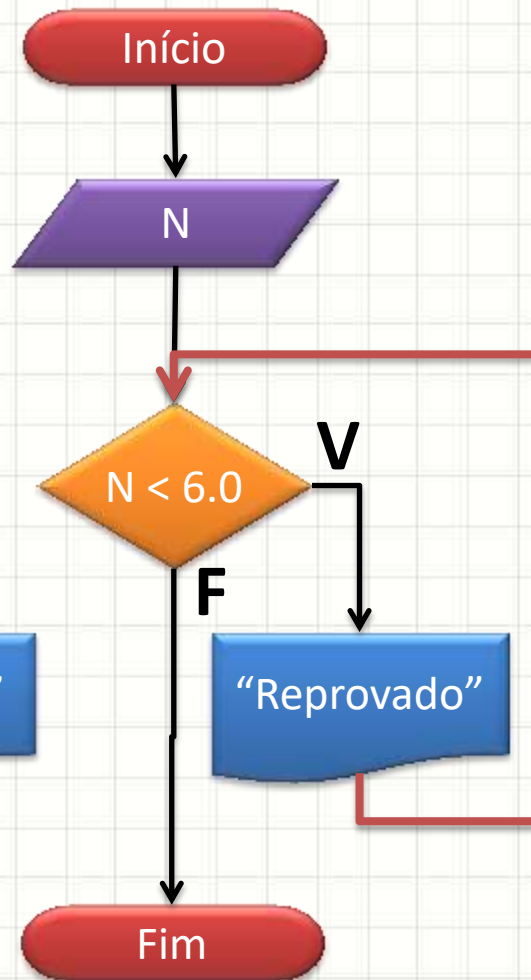 Início
N
N < 6.0
V
F
”
“Reprovado”
Fim